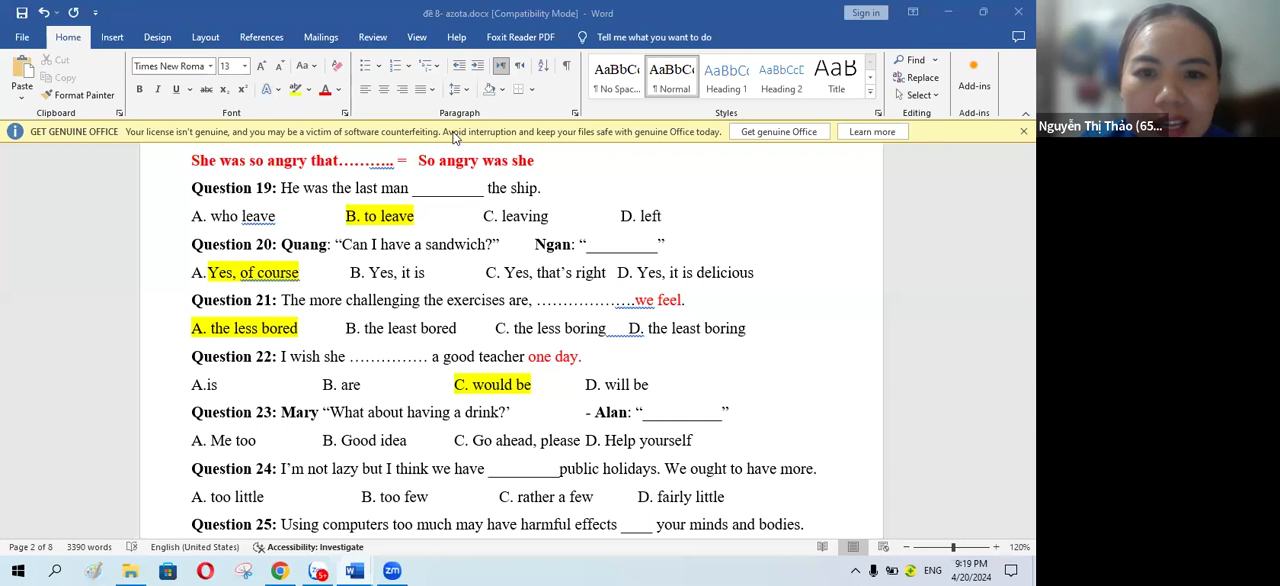 đề 8- azota.docx [Compatibility Mode] - Word
Sign in
File Home Insert Design Layout References Mailings Review View Help Foxit Reader PDF Tell me what you want to do
Paste
Cut
Copy
Format Painter
Clipboard
Times New Roma 13
Font
Paragraph
AaBbCc AaBbCc AaBbCc AaBbCcD AaB
¶ No Spac... ¶ Normal Heading 1 Heading 2 Title
Styles
Find
Replace
Select
Editing
Add-ins
Add-ins
GET GENUINE OFFICE Your license isn't genuine, and you may be a victim of software counterfeiting. Avoid interruption and keep your files safe with genuine Office today. Get genuine Office Learn more
Nguyễn Thị Thảo (65...
She was so angry that……….. = So angry was she
Question 19: He was the last man ________ the ship.
A. who leave B. to leave C. leaving D. left
Question 20: Quang: “Can I have a sandwich?” Ngan: “________”
A.Yes, of course B. Yes, it is C. Yes, that’s right D. Yes, it is delicious
Question 21: The more challenging the exercises are, ………………….we feel.
A. the less bored B. the least bored C. the less boring D. the least boring
Question 22: I wish she …………… a good teacher one day.
A.is B. are C. would be D. will be
Question 23: Mary “What about having a drink?’ - Alan: “_________”
A. Me too B. Good idea C. Go ahead, please D. Help yourself
Question 24: I’m not lazy but I think we have ________public holidays. We ought to have more.
A. too little B. too few C. rather a few D. fairly little
Question 25: Using computers too much may have harmful effects ____ your minds and bodies.
Page 2 of 8 3390 words English (United States) Accessibility: Investigate 120%
ENG
9:19 PM
4/20/2024